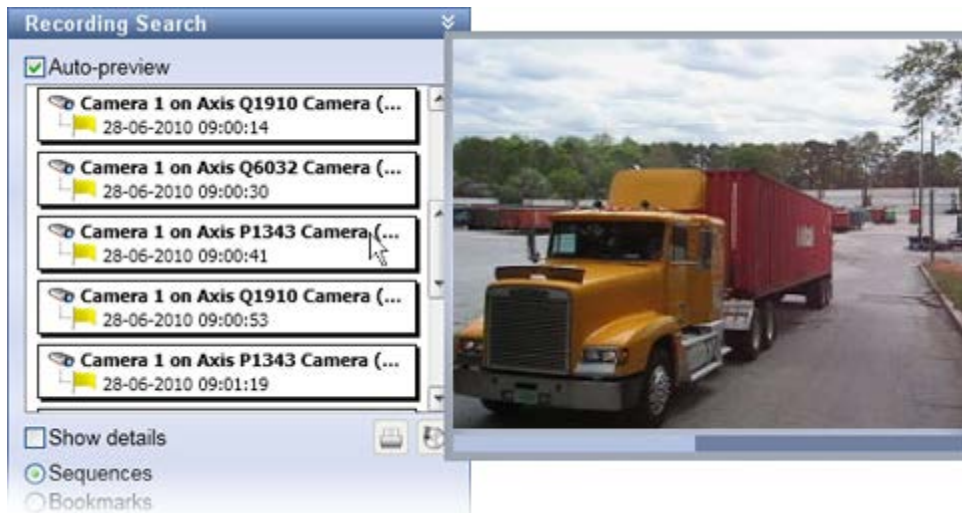 Recording Search
Auto-preview
Camera 1 on Axis Q1910 Camera (...
28-06-2010 09:00:14
Camera 1 on Axis Q6032 Camera (...
28-06-2010 09:00:30
Camera 1 on Axis P1343 Camera (...
28-06-2010 09:00:41
Camera 1 on Axis Q1910 Camera (...
28-06-2010 09:00:53
Camera 1 on Axis P1343 Camera (...
28-06-2010 09:01:19
Show details
Sequences
Bookmarks